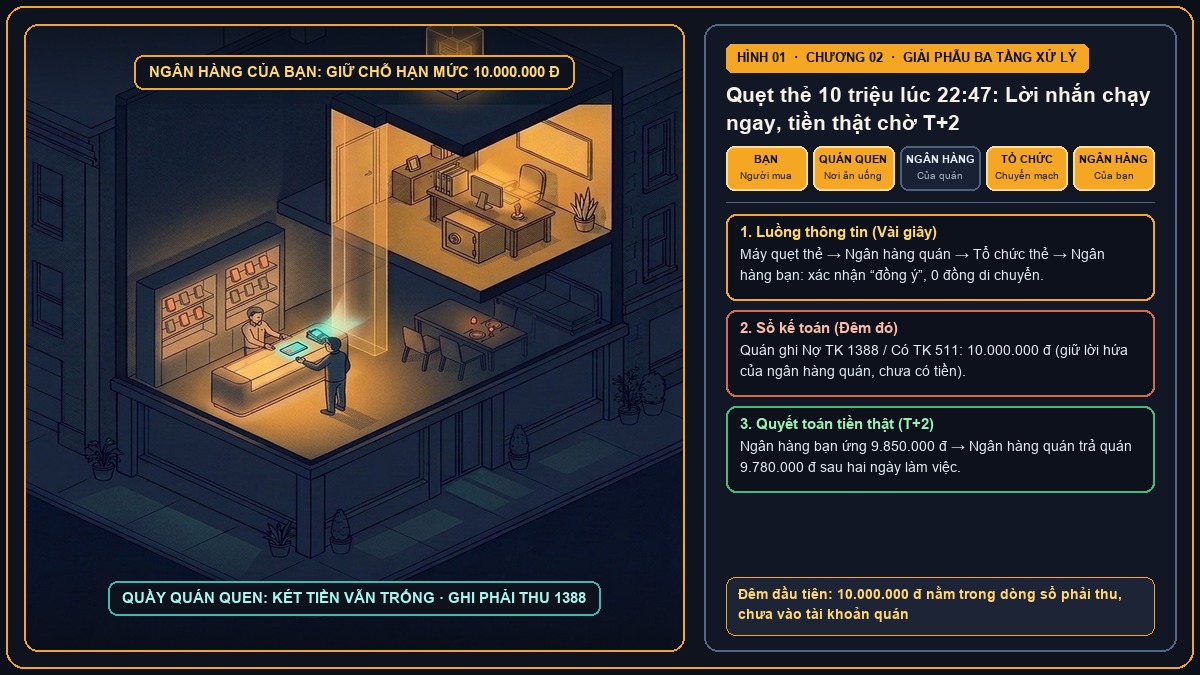 NGÂN HÀNG CỦA BẠN: GIỮ CHỖ HẠN MỨC 10.000.000 Đ
QUẦY QUÁN QUEN: KÉT TIỀN VẪN TRỐNG · GHI PHẢI THU 1388
HÌNH 01 · CHƯƠNG 02 · GIẢI PHẪU BA TẦNG XỬ LÝ
Quẹt thẻ 10 triệu lúc 22:47: Lời nhắn chạy
ngay, tiền thật chờ T+2
BẠN
Người mua
QUÁN QUEN
Nơi ăn uống
NGÂN HÀNG
Của quán
TỔ CHỨC
Chuyển mạch
NGÂN HÀNG
Của bạn
1. Luồng thông tin (Vài giây)
Máy quẹt thẻ → Ngân hàng quán → Tổ chức thẻ → Ngân
hàng bạn: xác nhận “đồng ý”, 0 đồng di chuyển.
2. Sổ kế toán (Đêm đó)
Quán ghi Nợ TK 1388 / Có TK 511: 10.000.000 đ (giữ lời hứa
của ngân hàng quán, chưa có tiền).
3. Quyết toán tiền thật (T+2)
Ngân hàng bạn ứng 9.850.000 đ → Ngân hàng quán trả quán
9.780.000 đ sau hai ngày làm việc.
Đêm đầu tiên: 10.000.000 đ nằm trong dòng sổ phải thu,
chưa vào tài khoản quán